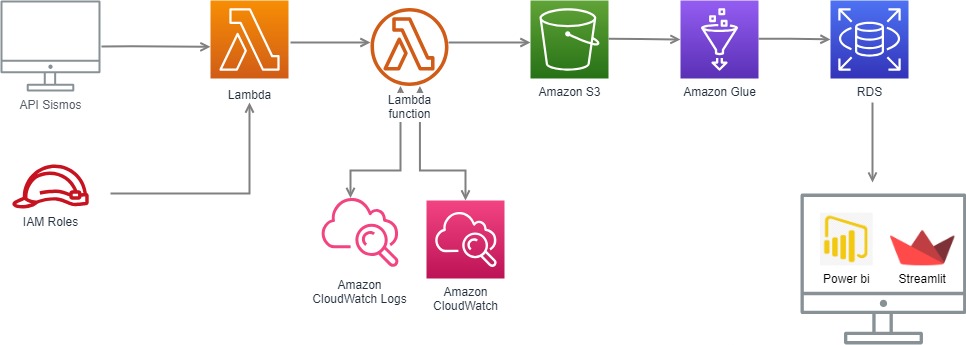 API Sismos
Lambda
Lambda
function
Amazon S3
Amazon Glue
RDS
IAM Roles
Amazon
CloudWatch Logs
Amazon
CloudWatch
Power bi
Streamlit